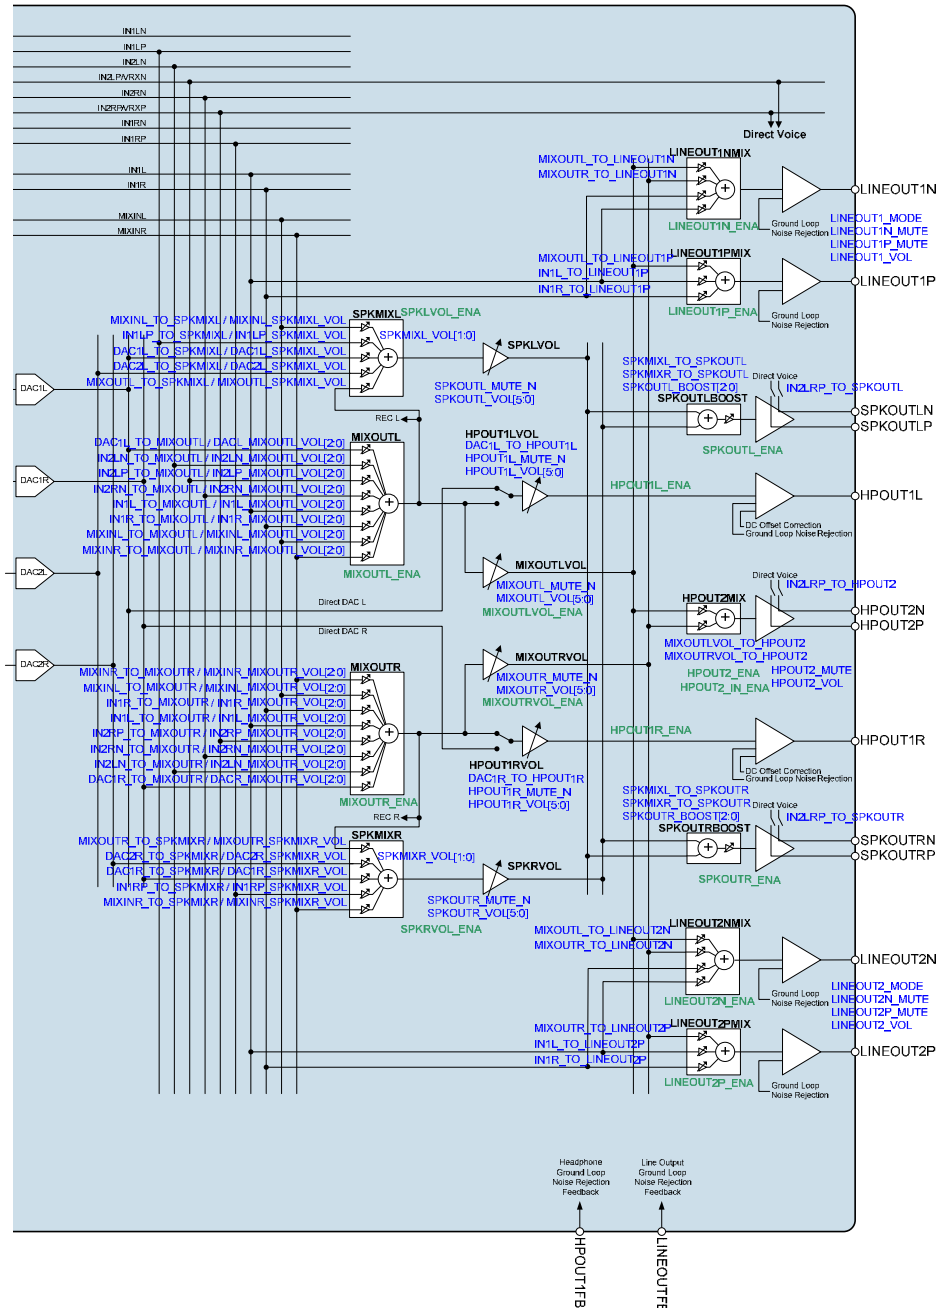 IN1LN
IN1LP
IN2LN
IN2LP/VRXN
IN2RN
IN2RP/VRXP
IN1RN
IN1RP
IN1L
IN1R
MIXINL
MIXINR
Direct Voice
LINEOUT1NMIX
MIXOUTL_TO_LINEOUT1N
MIXOUTR_TO_LINEOUT1N
LINEOUT1N
LINEOUT1N_ENA
Ground Loop
Noise Rejection
LINEOUT1_MODE
LINEOUT1N_MUTE
LINEOUT1P_MUTE
LINEOUT1_VOL
LINEOUT1PMIX
MIXOUTL_TO_LINEOUT1P
IN1L_TO_LINEOUT1P
IN1R_TO_LINEOUT1P
LINEOUT1P
LINEOUT1P_ENA
Ground Loop
Noise Rejection
SPKMIXL
SPKLVOL_ENA
MIXINL_TO_SPKMIXL / MIXINL_SPKMIXL_VOL
IN1LP_TO_SPKMIXL / IN1LP_SPKMIXL_VOL
DAC1L_TO_SPKMIXL / DAC1L_SPKMIXL_VOL
DAC2L_TO_SPKMIXL / DAC2L_SPKMIXL_VOL
MIXOUTL_TO_SPKMIXL / MIXOUTL_SPKMIXL_VOL
SPKMIXL_VOL[1:0]
SPKLVOL
SPKOUTL_MUTE_N
SPKOUTL_VOL[5:0]
SPKMIXL_TO_SPKOUTL
SPKMIXR_TO_SPKOUTL
SPKOUTL_BOOST[2:0]
SPKOUTLBOOST
Direct Voice
IN2LRP_TO_SPKOUTL
SPKOUTLN
SPKOUTLP
SPKOUTL_ENA
DAC1L
REC L
MIXOUTL
DAC1L_TO_MIXOUTL / DACL_MIXOUTL_VOL[2:0]
IN2LN_TO_MIXOUTL / IN2LN_MIXOUTL_VOL[2:0]
IN2LP_TO_MIXOUTL / IN2LP_MIXOUTL_VOL[2:0]
IN2RN_TO_MIXOUTL / IN2RN_MIXOUTL_VOL[2:0]
IN1L_TO_MIXOUTL / IN1L_MIXOUTL_VOL[2:0]
IN1R_TO_MIXOUTL / IN1R_MIXOUTL_VOL[2:0]
MIXINL_TO_MIXOUTL / MIXINL_MIXOUTL_VOL[2:0]
MIXINR_TO_MIXOUTL / MIXINR_MIXOUTL_VOL[2:0]
MIXOUTL_ENA
DAC1R
HPOUT1LVOL
DAC1L_TO_HPOUT1L
HPOUT1L_MUTE_N
HPOUT1L_VOL[5:0]
HPOUT1L_ENA
HPOUT1L
DC Offset Correction
Ground Loop Noise Rejection
DAC2L
MIXOUTLVOL
MIXOUTL_MUTE_N
MIXOUTL_VOL[5:0]
MIXOUTLVOL_ENA
Direct DAC L
Direct DAC R
Direct Voice
IN2LRP_TO_HPOUT2
HPOUT2MIX
HPOUT2N
HPOUT2P
MIXOUTLVOL_TO_HPOUT2
MIXOUTRVOL_TO_HPOUT2
HPOUT2_ENA
HPOUT2_IN_ENA
HPOUT2_MUTE
HPOUT2_VOL
DAC2R
MIXOUTRVOL
MIXOUTR_MUTE_N
MIXOUTR_VOL[5:0]
MIXOUTRVOL_ENA
MIXOUTR
MIXINR_TO_MIXOUTR / MIXINR_MIXOUTR_VOL[2:0]
MIXINL_TO_MIXOUTR / MIXINL_MIXOUTR_VOL[2:0]
IN1R_TO_MIXOUTR / IN1R_MIXOUTR_VOL[2:0]
IN1L_TO_MIXOUTR / IN1L_MIXOUTR_VOL[2:0]
IN2RP_TO_MIXOUTR / IN2RP_MIXOUTR_VOL[2:0]
IN2RN_TO_MIXOUTR / IN2RN_MIXOUTR_VOL[2:0]
IN2LN_TO_MIXOUTR / IN2LN_MIXOUTR_VOL[2:0]
DAC1R_TO_MIXOUTR / DACR_MIXOUTR_VOL[2:0]
MIXOUTR_ENA
HPOUT1R_ENA
HPOUT1R
HPOUT1RVOL
DAC1R_TO_HPOUT1R
HPOUT1R_MUTE_N
HPOUT1R_VOL[5:0]
DC Offset Correction
Ground Loop Noise Rejection
REC R
SPKMIXR
MIXOUTR_TO_SPKMIXR / MIXOUTR_SPKMIXR_VOL
DAC2R_TO_SPKMIXR / DAC2R_SPKMIXR_VOL
DAC1R_TO_SPKMIXR / DAC1R_SPKMIXR_VOL
IN1RP_TO_SPKMIXR / IN1RP_SPKMIXR_VOL
MIXINR_TO_SPKMIXR / MIXINR_SPKMIXR_VOL
SPKMIXR_VOL[1:0]
SPKRVOL
SPKOUTR_MUTE_N
SPKOUTR_VOL[5:0]
SPKRVOL_ENA
SPKMIXL_TO_SPKOUTR
SPKMIXR_TO_SPKOUTR
SPKOUTR_BOOST[2:0]
SPKOUTRBOOST
Direct Voice
IN2LRP_TO_SPKOUTR
SPKOUTRN
SPKOUTRP
SPKOUTR_ENA
LINEOUT2NMIX
MIXOUTL_TO_LINEOUT2N
MIXOUTR_TO_LINEOUT2N
LINEOUT2N
LINEOUT2N_ENA
Ground Loop
Noise Rejection
LINEOUT2_MODE
LINEOUT2N_MUTE
LINEOUT2P_MUTE
LINEOUT2_VOL
LINEOUT2PMIX
MIXOUTR_TO_LINEOUT2P
IN1L_TO_LINEOUT2P
IN1R_TO_LINEOUT2P
LINEOUT2P
LINEOUT2P_ENA
Ground Loop
Noise Rejection
Headphone
Ground Loop
Noise Rejection
Feedback
Line Output
Ground Loop
Noise Rejection
Feedback
HPOUT1FB
LINEOUTFB